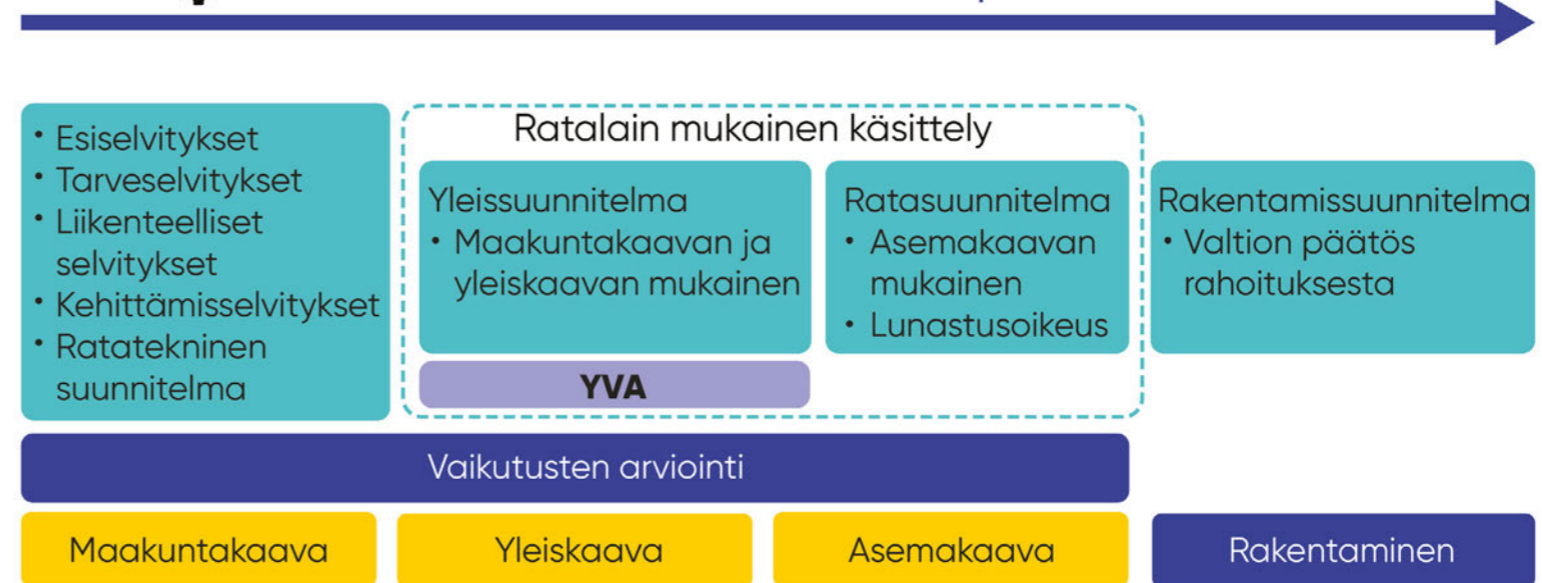 • Esiselvitykset
• Tarveselvitykset
• Liikenteelliset
selvitykset
• Kehittämisselvitykset
• Ratatekninen
suunnitelma
Ratalain mukainen käsittely
Yleissuunnitelma
• Maakuntakaavan ja
yleiskaavan mukainen
YVA
Ratasuunnitelma
• Asemakaavan
mukainen
• Lunastusoikeus
Rakentamissuunnitelma
• Valtion päätös
rahoituksesta
Vaikutusten arviointi
Maakuntakaava
Yleiskaava
Asemakaava
Rakentaminen